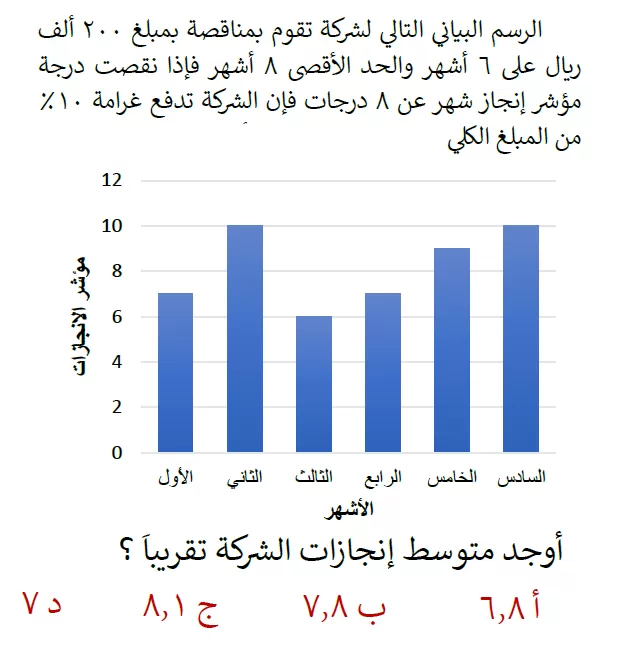 الرسم البياني التالي لشركة تقوم بمناقصة بمبلغ ٢٠٠ ألف
ريال على ٦ أشهر والحد الأقصى ٨ أشهر فإذا نقصت درجة
مؤشر إنجاز شهر عن ٨ درجات فإن الشركة تدفع غرامة ١٠٪
من المبلغ الكلي
12
10
8
6
4
2
0
مؤشر الانجازات
الأول الثاني الثالث الرابع الخامس السادس
الأشهر
أوجد متوسط إنجازات الشركة تقريباً ؟
أ ٦,٨ ب ٧,٨ ج ٨,١ د ٧